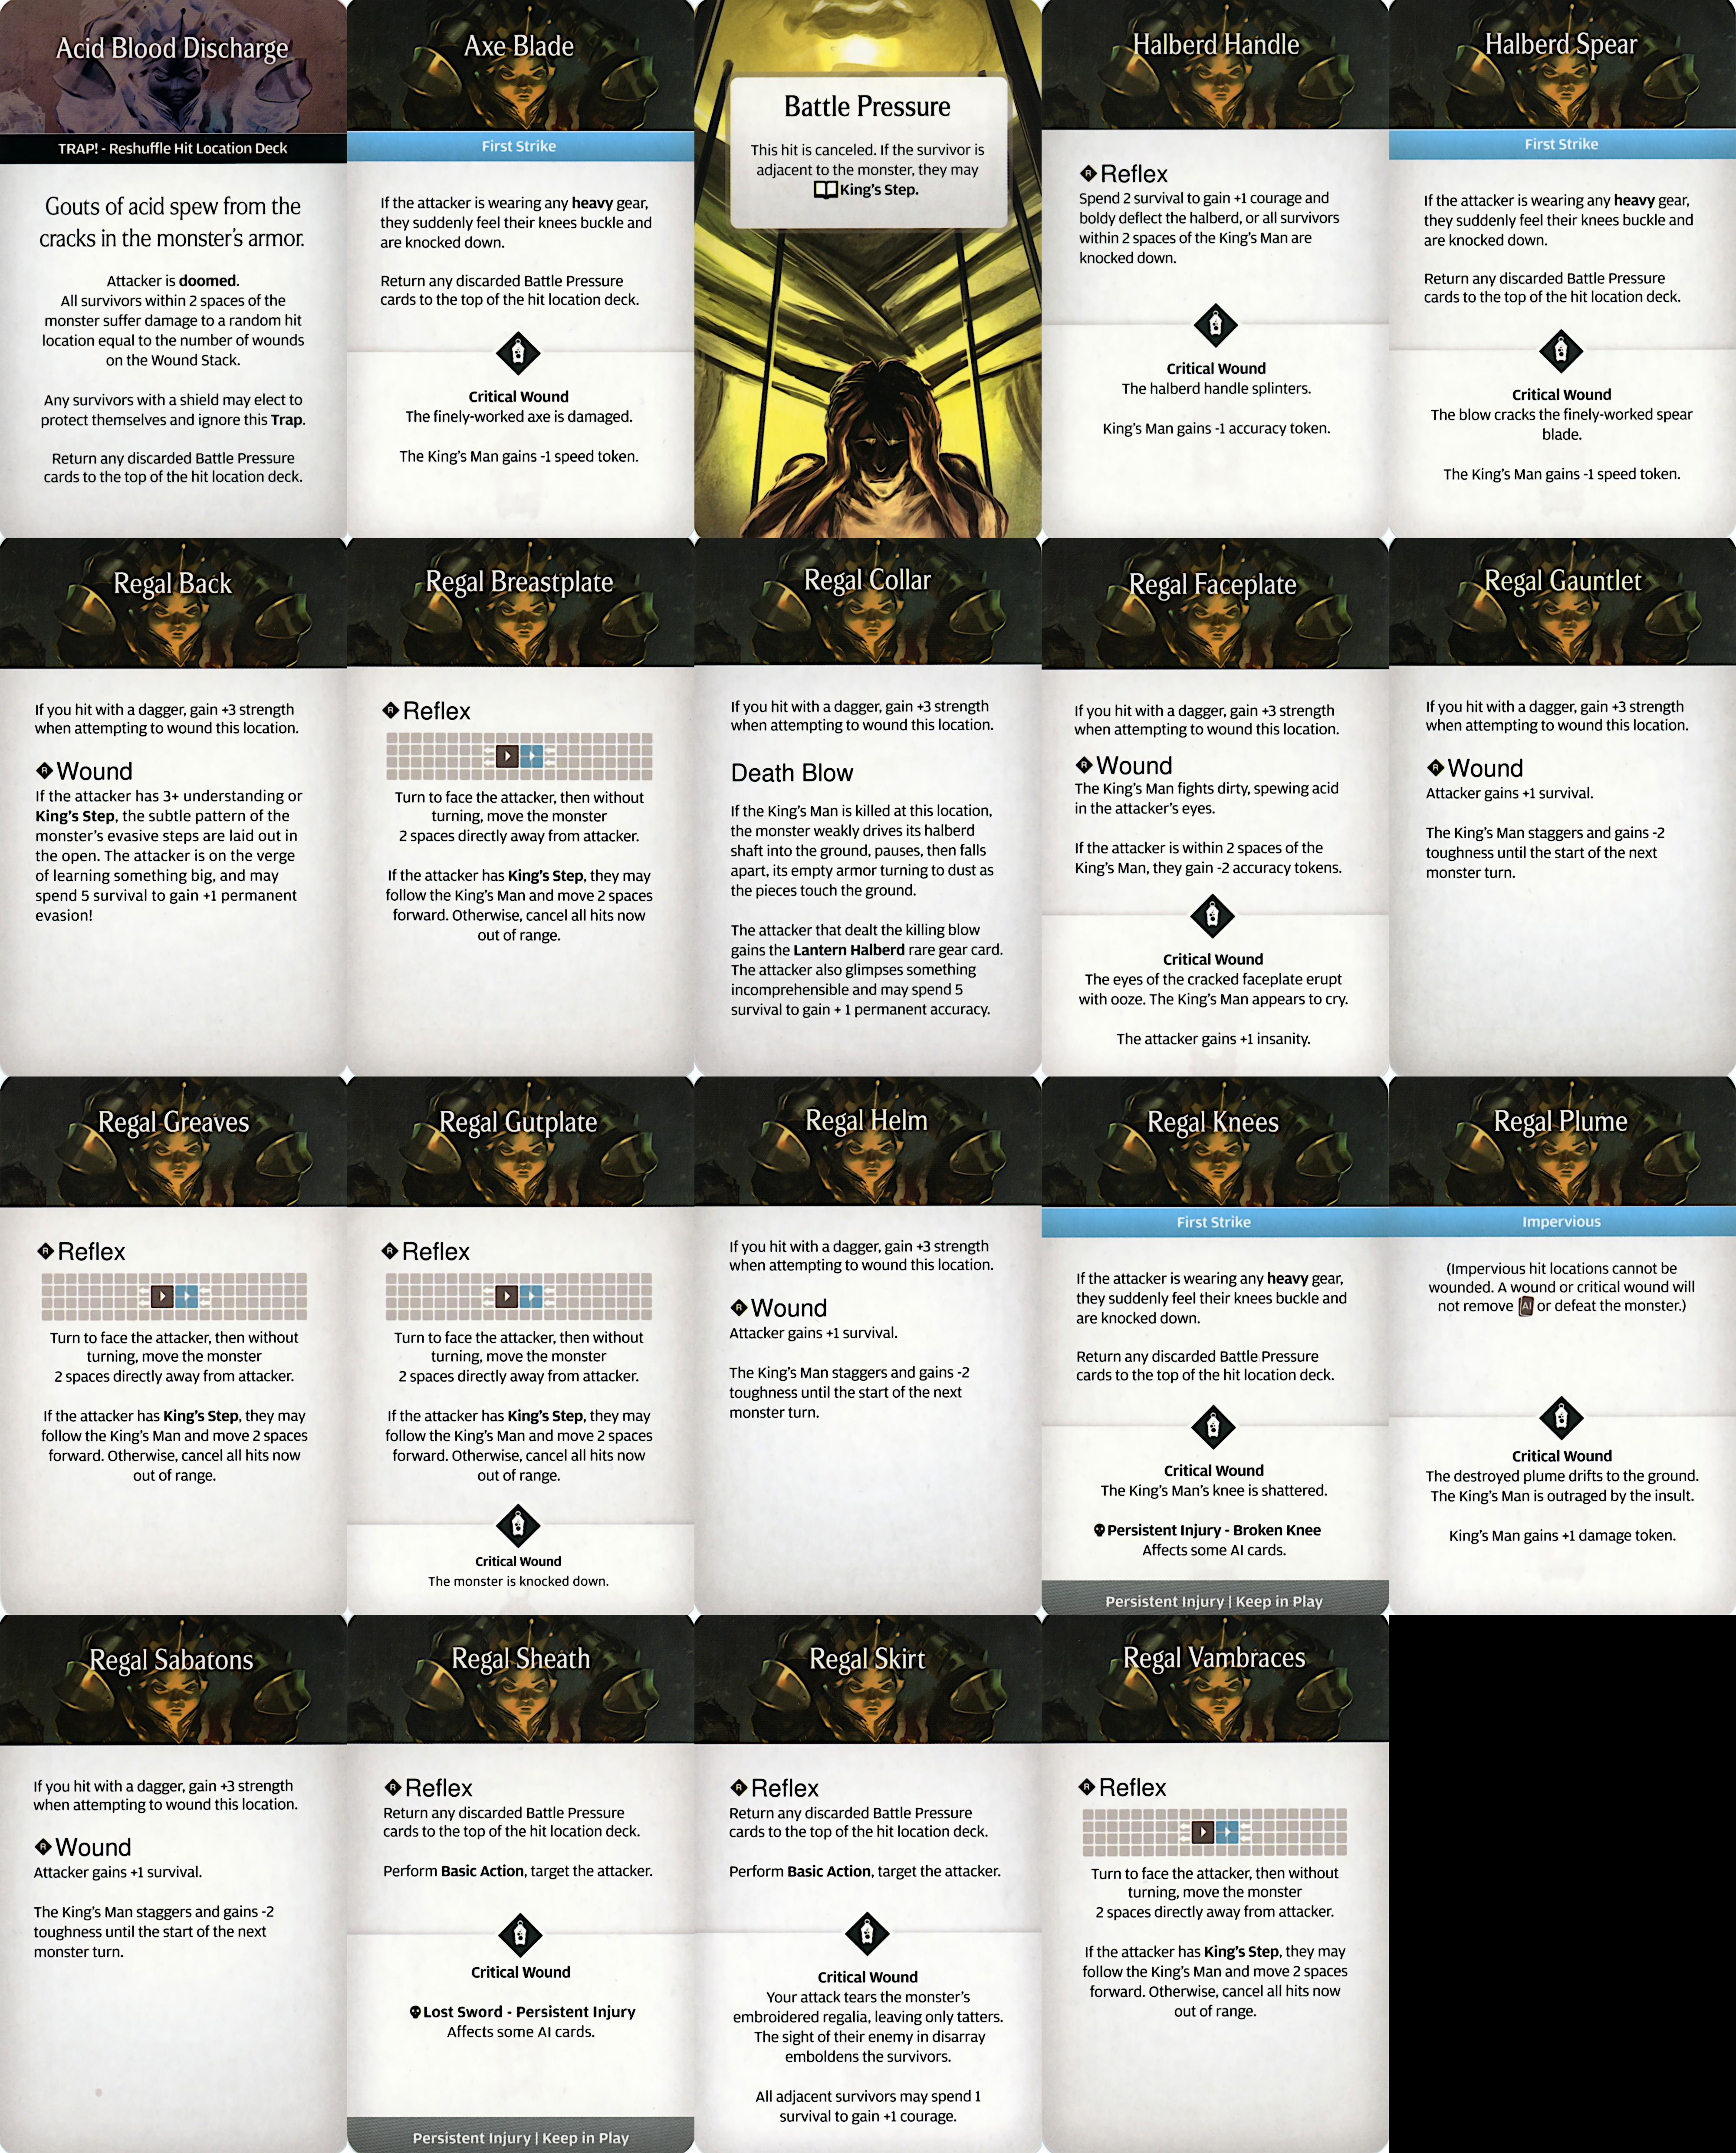 Acid Blood Discharge
TRAP! - Reshuffle Hit Location Deck
Gouts of acid spew from the
cracks in the monster's armor.
Attacker is doomed.
All survivors within 2 spaces of the
monster suffer damage to a random hit
location equal to the number of wounds
on the Wound Stack.
Any survivors with a shield may elect to
protect themselves and ignore this Trap.
Return any discarded Battle Pressure
cards to the top of the hit location deck.
Axe Blade
First Strike
If the attacker is wearing any heavy gear,
they suddenly feel their knees buckle and
are knocked down.
Return any discarded Battle Pressure
cards to the top of the hit location deck.
Critical Wound
The finely-worked axe is damaged.
The King's Man gains -1 speed token.
Battle Pressure
This hit is canceled. If the survivor is
adjacent to the monster, they may
King's Step.
Halberd Handle
R Reflex
Spend 2 survival to gain +1 courage and
boldly deflect the halberd, or all survivors
within 2 spaces of the King's Man are
knocked down.
Critical Wound
The halberd handle splinters.
King's Man gains -1 accuracy token.
Halberd Spear
First Strike
If the attacker is wearing any heavy gear,
they suddenly feel their knees buckle and
are knocked down.
Return any discarded Battle Pressure
cards to the top of the hit location deck.
Critical Wound
The blow cracks the finely-worked spear
blade.
The King's Man gains -1 speed token.
Regal Back
If you hit with a dagger, gain +3 strength
when attempting to wound this location.
R Wound
If the attacker has 3+ understanding or
King's Step, the subtle pattern of the
monster's evasive steps are laid out in
the open. The attacker is on the verge
of learning something big, and may
spend 5 survival to gain +1 permanent
evasion!
Regal Breastplate
R Reflex
Turn to face the attacker, then without
turning, move the monster
2 spaces directly away from attacker.
If the attacker has King's Step, they may
follow the King's Man and move 2 spaces
forward. Otherwise, cancel all hits now
out of range.
Regal Collar
If you hit with a dagger, gain +3 strength
when attempting to wound this location.
Death Blow
If the King's Man is killed at this location,
the monster weakly drives its halberd
shaft into the ground, pauses, then falls
apart, its empty armor turning to dust as
the pieces touch the ground.
The attacker that dealt the killing blow
gains the Lantern Halberd rare gear card.
The attacker also glimpses something
incomprehensible and may spend 5
survival to gain + 1 permanent accuracy.
Regal Faceplate
If you hit with a dagger, gain +3 strength
when attempting to wound this location.
R Wound
The King's Man fights dirty, spewing acid
in the attacker's eyes.
If the attacker is within 2 spaces of the
King's Man, they gain -2 accuracy tokens.
Critical Wound
The eyes of the cracked faceplate erupt
with ooze. The King's Man appears to cry.
The attacker gains +1 insanity.
Regal Gauntlet
If you hit with a dagger, gain +3 strength
when attempting to wound this location.
R Wound
Attacker gains +1 survival.
The King's Man staggers and gains -2
toughness until the start of the next
monster turn.
Regal Greaves
R Reflex
Turn to face the attacker, then without
turning, move the monster
2 spaces directly away from attacker.
If the attacker has King's Step, they may
follow the King's Man and move 2 spaces
forward. Otherwise, cancel all hits now
out of range.
Regal Gutplate
R Reflex
Turn to face the attacker, then without
turning, move the monster
2 spaces directly away from attacker.
If the attacker has King's Step, they may
follow the King's Man and move 2 spaces
forward. Otherwise, cancel all hits now
out of range.
Critical Wound
The monster is knocked down.
Regal Helm
If you hit with a dagger, gain +3 strength
when attempting to wound this location.
R Wound
Attacker gains +1 survival.
The King's Man staggers and gains -2
toughness until the start of the next
monster turn.
Regal Knees
First Strike
If the attacker is wearing any heavy gear,
they suddenly feel their knees buckle and
are knocked down.
Return any discarded Battle Pressure
cards to the top of the hit location deck.
Critical Wound
The King's Man's knee is shattered.
Persistent Injury - Broken Knee
Affects some AI cards.
Persistent Injury | Keep in Play
Regal Plume
Impervious
(Impervious hit locations cannot be
wounded. A wound or critical wound will
not remove AI or defeat the monster.)
Critical Wound
The destroyed plume drifts to the ground.
The King's Man is outraged by the insult.
King's Man gains +1 damage token.
Regal Sabatons
If you hit with a dagger, gain +3 strength
when attempting to wound this location.
R Wound
Attacker gains +1 survival.
The King's Man staggers and gains -2
toughness until the start of the next
monster turn.
Regal Sheath
R Reflex
Return any discarded Battle Pressure
cards to the top of the hit location deck.
Perform Basic Action, target the attacker.
Critical Wound
Lost Sword - Persistent Injury
Affects some AI cards.
Persistent Injury | Keep in Play
Regal Skirt
R Reflex
Return any discarded Battle Pressure
cards to the top of the hit location deck.
Perform Basic Action, target the attacker.
Critical Wound
Your attack tears the monster's
embroidered regalia, leaving only tatters.
The sight of their enemy in disarray
emboldens the survivors.
All adjacent survivors may spend 1
survival to gain +1 courage.
Regal Vambraces
R Reflex
Turn to face the attacker, then without
turning, move the monster
2 spaces directly away from attacker.
If the attacker has King's Step, they may
follow the King's Man and move 2 spaces
forward. Otherwise, cancel all hits now
out of range.